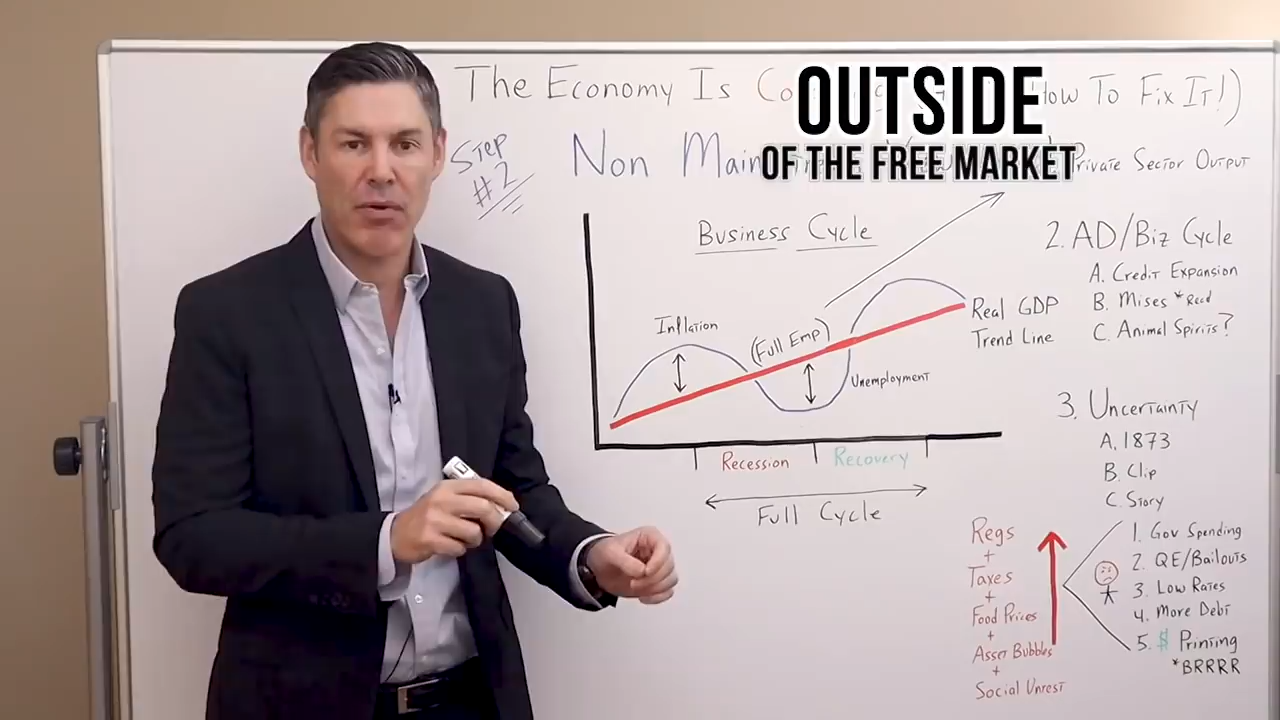 The Economy Is Co
How To Fix It!)
OUTSIDE
OF THE FREE MARKET
Step
#2
Non Main
Private Sector Output
Business Cycle
Inflation
(Full Emp)
Unemployment
Real GDP
Trend Line
Recession
Recovery
Full Cycle
2. AD/Biz Cycle
A. Credit Expansion
B. Mises *Read
C. Animal Spirits?
3. Uncertainty
A. 1873
B. Clip
C. Story
Regs
+
Taxes
+
Food Prices
+
Asset Bubbles
+
Social Unrest
1. Gov Spending
2. QE/Bailouts
3. Low Rates
4. More Debt
5. $ Printing
*BRRRR